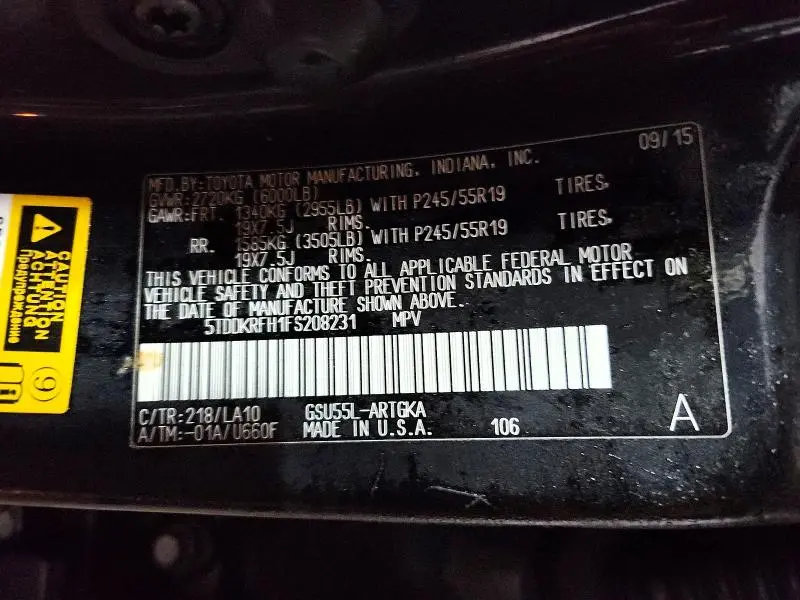 MFD.BY:TOYOTA MOTOR MANUFACTURING, INDIANA, INC. 09/15
GVWR:2720KG (6000LB)
GAWR:FRT. 1340KG (2955LB) WITH P245/55R19 TIRES,
19X7.5J RIMS.
RR. 1585KG (3505LB) WITH P245/55R19 TIRES,
19X7.5J RIMS.
THIS VEHICLE CONFORMS TO ALL APPLICABLE FEDERAL MOTOR
VEHICLE SAFETY AND THEFT PREVENTION STANDARDS IN EFFECT ON
THE DATE OF MANUFACTURE SHOWN ABOVE.
5TDDKRFH1FS208231 MPV
C/TR:218/LA10 GSU55L-ARTGKA
A/TM:-01A/U660F MADE IN U.S.A. 106 A
CAUTION
ATTENTION
ACHTUNG
Предупреждение
9